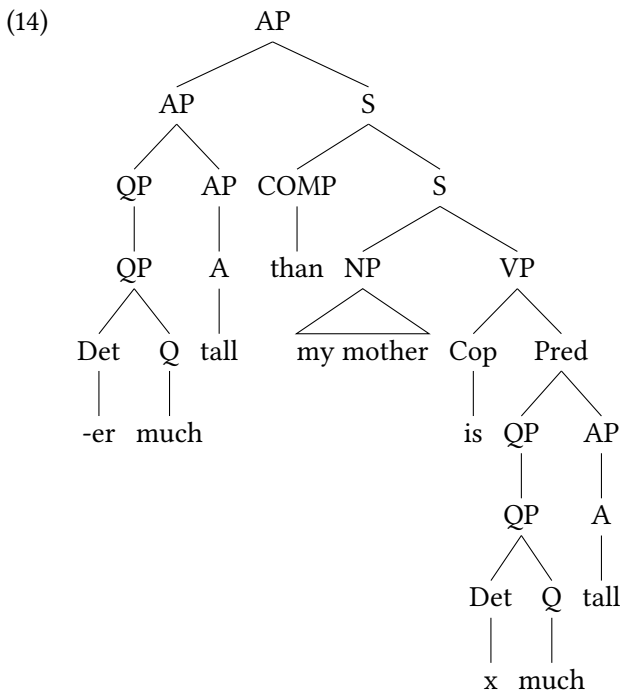 (14) AP
AP S
QP AP COMP S
QP A than NP VP
Det Q tall my mother Cop Pred
-er much is QP AP
QP A
Det Q tall
x much